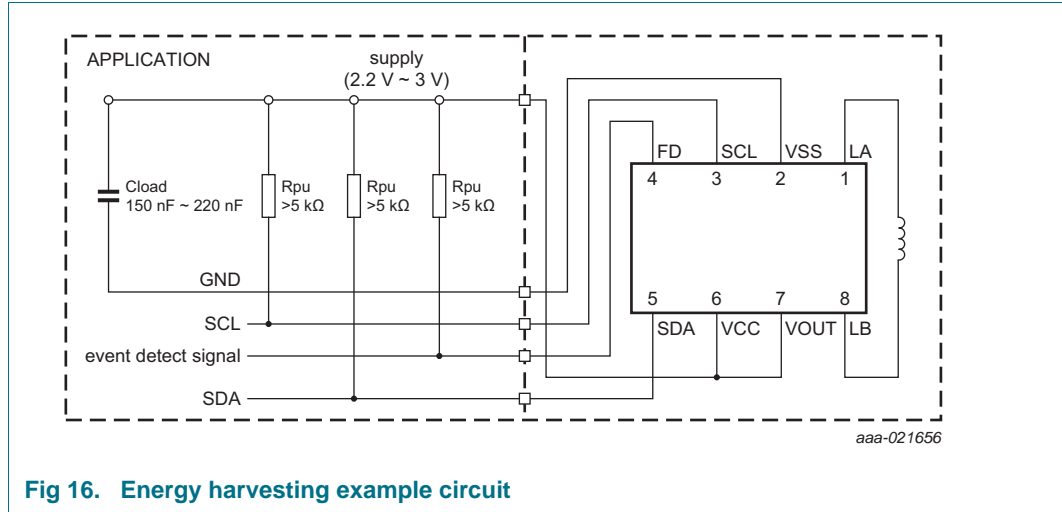 APPLICATION
supply
(2.2 V ~ 3 V)
FD SCL VSS LA
4 3 2 1
Cload
150 nF ~ 220 nF
Rpu
>5 kΩ
Rpu
>5 kΩ
Rpu
>5 kΩ
GND
5 6 7 8
SDA VCC VOUT LB
SCL
event detect signal
SDA
aaa-021656
Fig 16. Energy harvesting example circuit